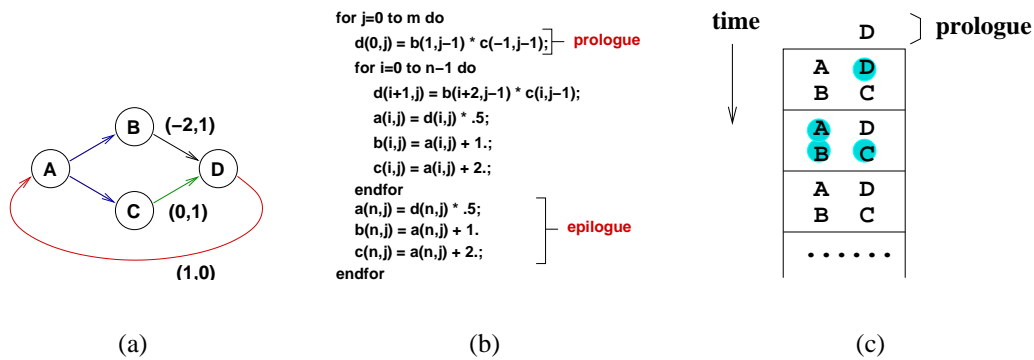 B
(-2,1)
A
D
C
(0,1)
(1,0)
(a)
for j=0 to m do
d(0,j) = b(1,j-1) * c(-1,j-1);
prologue
for i=0 to n-1 do
d(i+1,j) = b(i+2,j-1) * c(i,j-1);
a(i,j) = d(i,j) * .5;
b(i,j) = a(i,j) + 1.;
c(i,j) = a(i,j) + 2.;
endfor
a(n,j) = d(n,j) * .5;
b(n,j) = a(n,j) + 1.
c(n,j) = a(n,j) + 2.;
epilogue
endfor
(b)
time
D
prologue
A D
B C
A D
B C
A D
B C
......
(c)